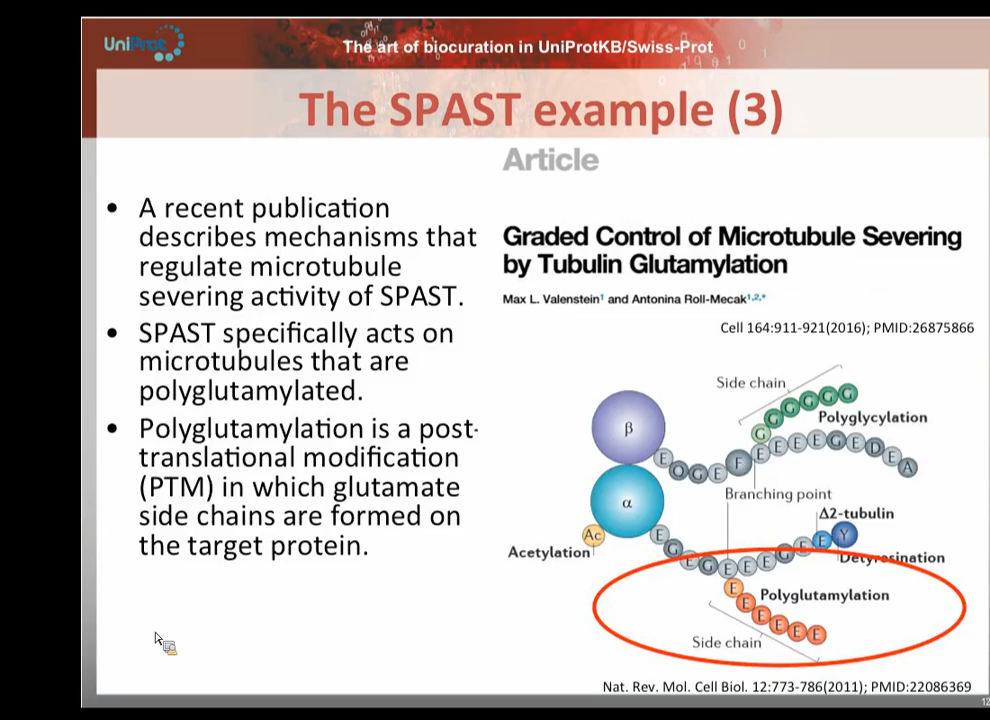 UniProt
The art of biocuration in UniProtKB/Swiss-Prot
The SPAST example (3)
Article
• A recent publication
describes mechanisms that
regulate microtubule
severing activity of SPAST.
• SPAST specifically acts on
microtubules that are
polyglutamylated.
• Polyglutamylation is a post-
translational modification
(PTM) in which glutamate
side chains are formed on
the target protein.
Graded Control of Microtubule Severing
by Tubulin Glutamylation
Max L. Valenstein1 and Antonina Roll-Mecak1,2,*
Cell 164:911-921(2016); PMID:26875866
Side chain
G G G G G G
Polyglycylation
β
E Q G E F E E E E E G E D E A
Branching point
α
Δ2-tubulin
Ac
Acetylation
E G E G E E E G E E Y
Detyrosination
Polyglutamylation
E E E E E E
Side chain
Nat. Rev. Mol. Cell Biol. 12:773-786(2011); PMID:22086369
12